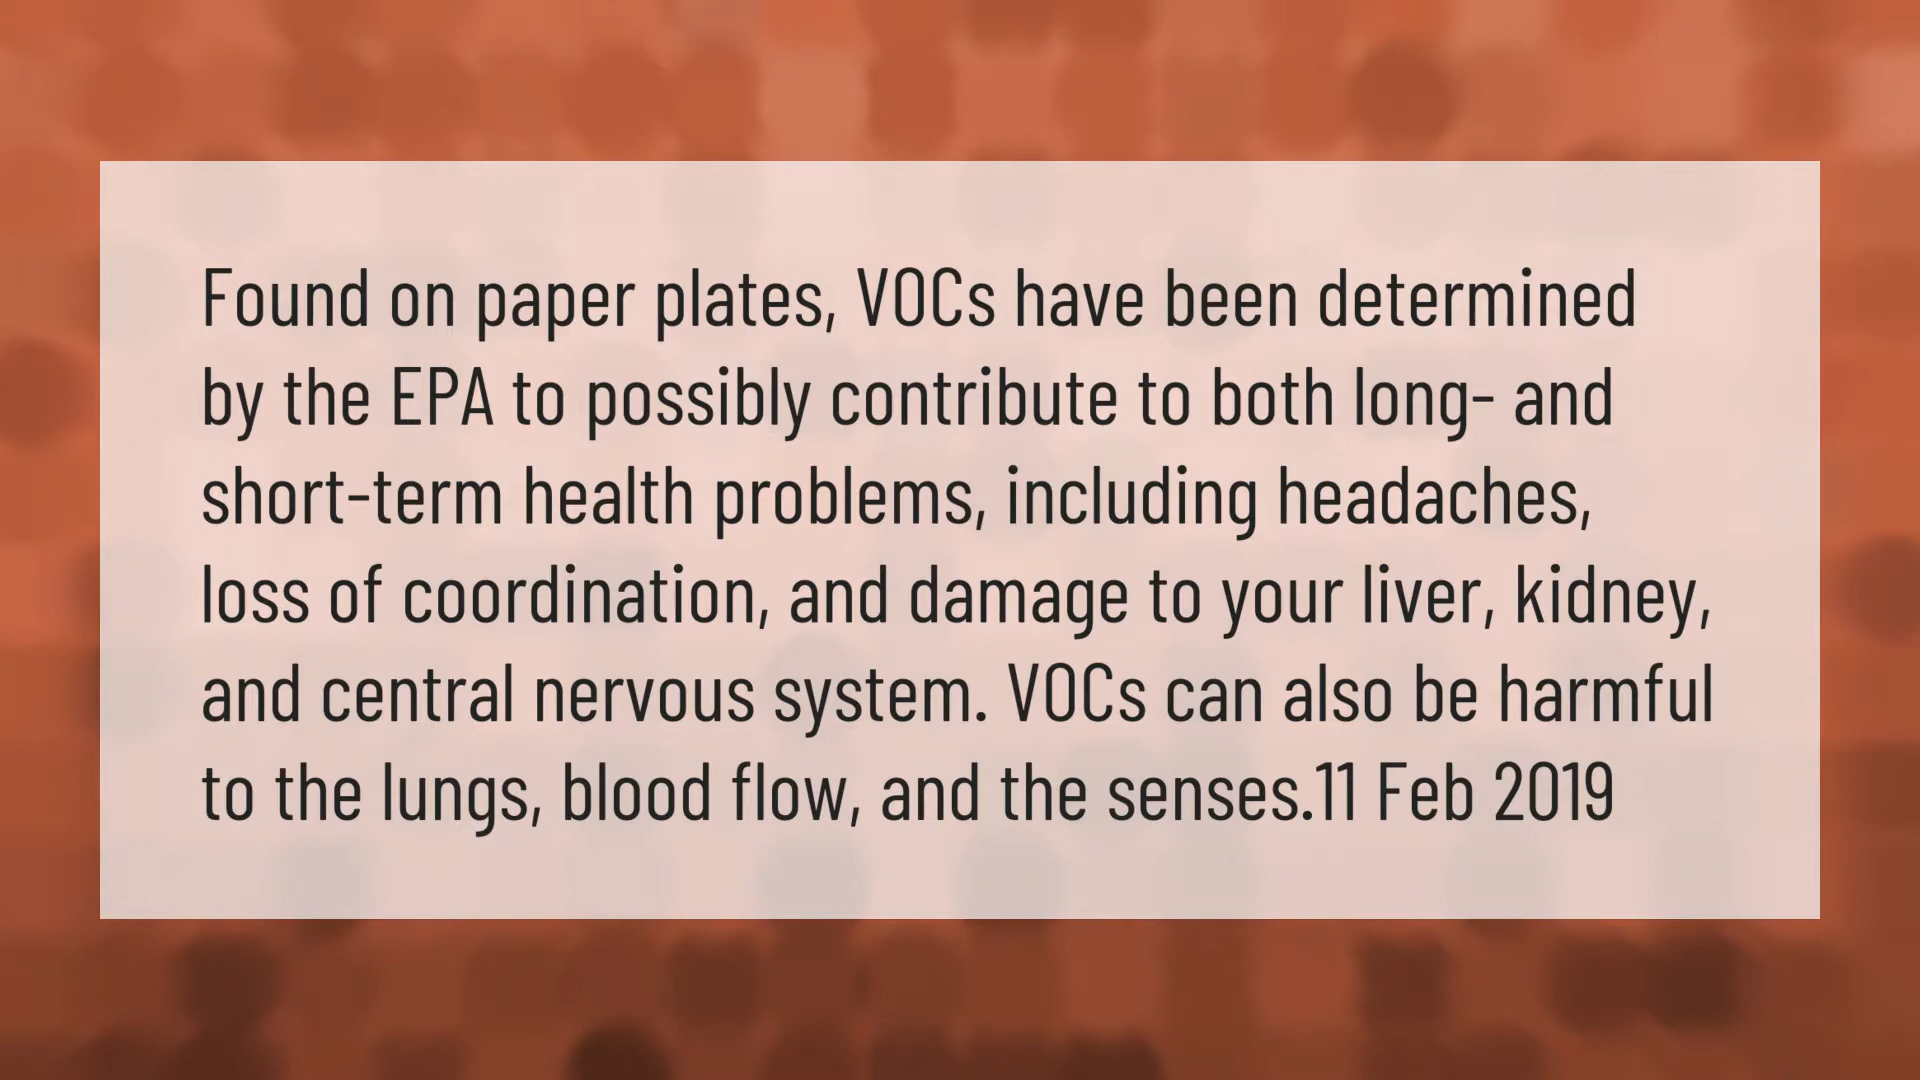 Found on paper plates, VOCs have been determined
by the EPA to possibly contribute to both long- and
short-term health problems, including headaches,
loss of coordination, and damage to your liver, kidney,
and central nervous system. VOCs can also be harmful
to the lungs, blood flow, and the senses.11 Feb 2019